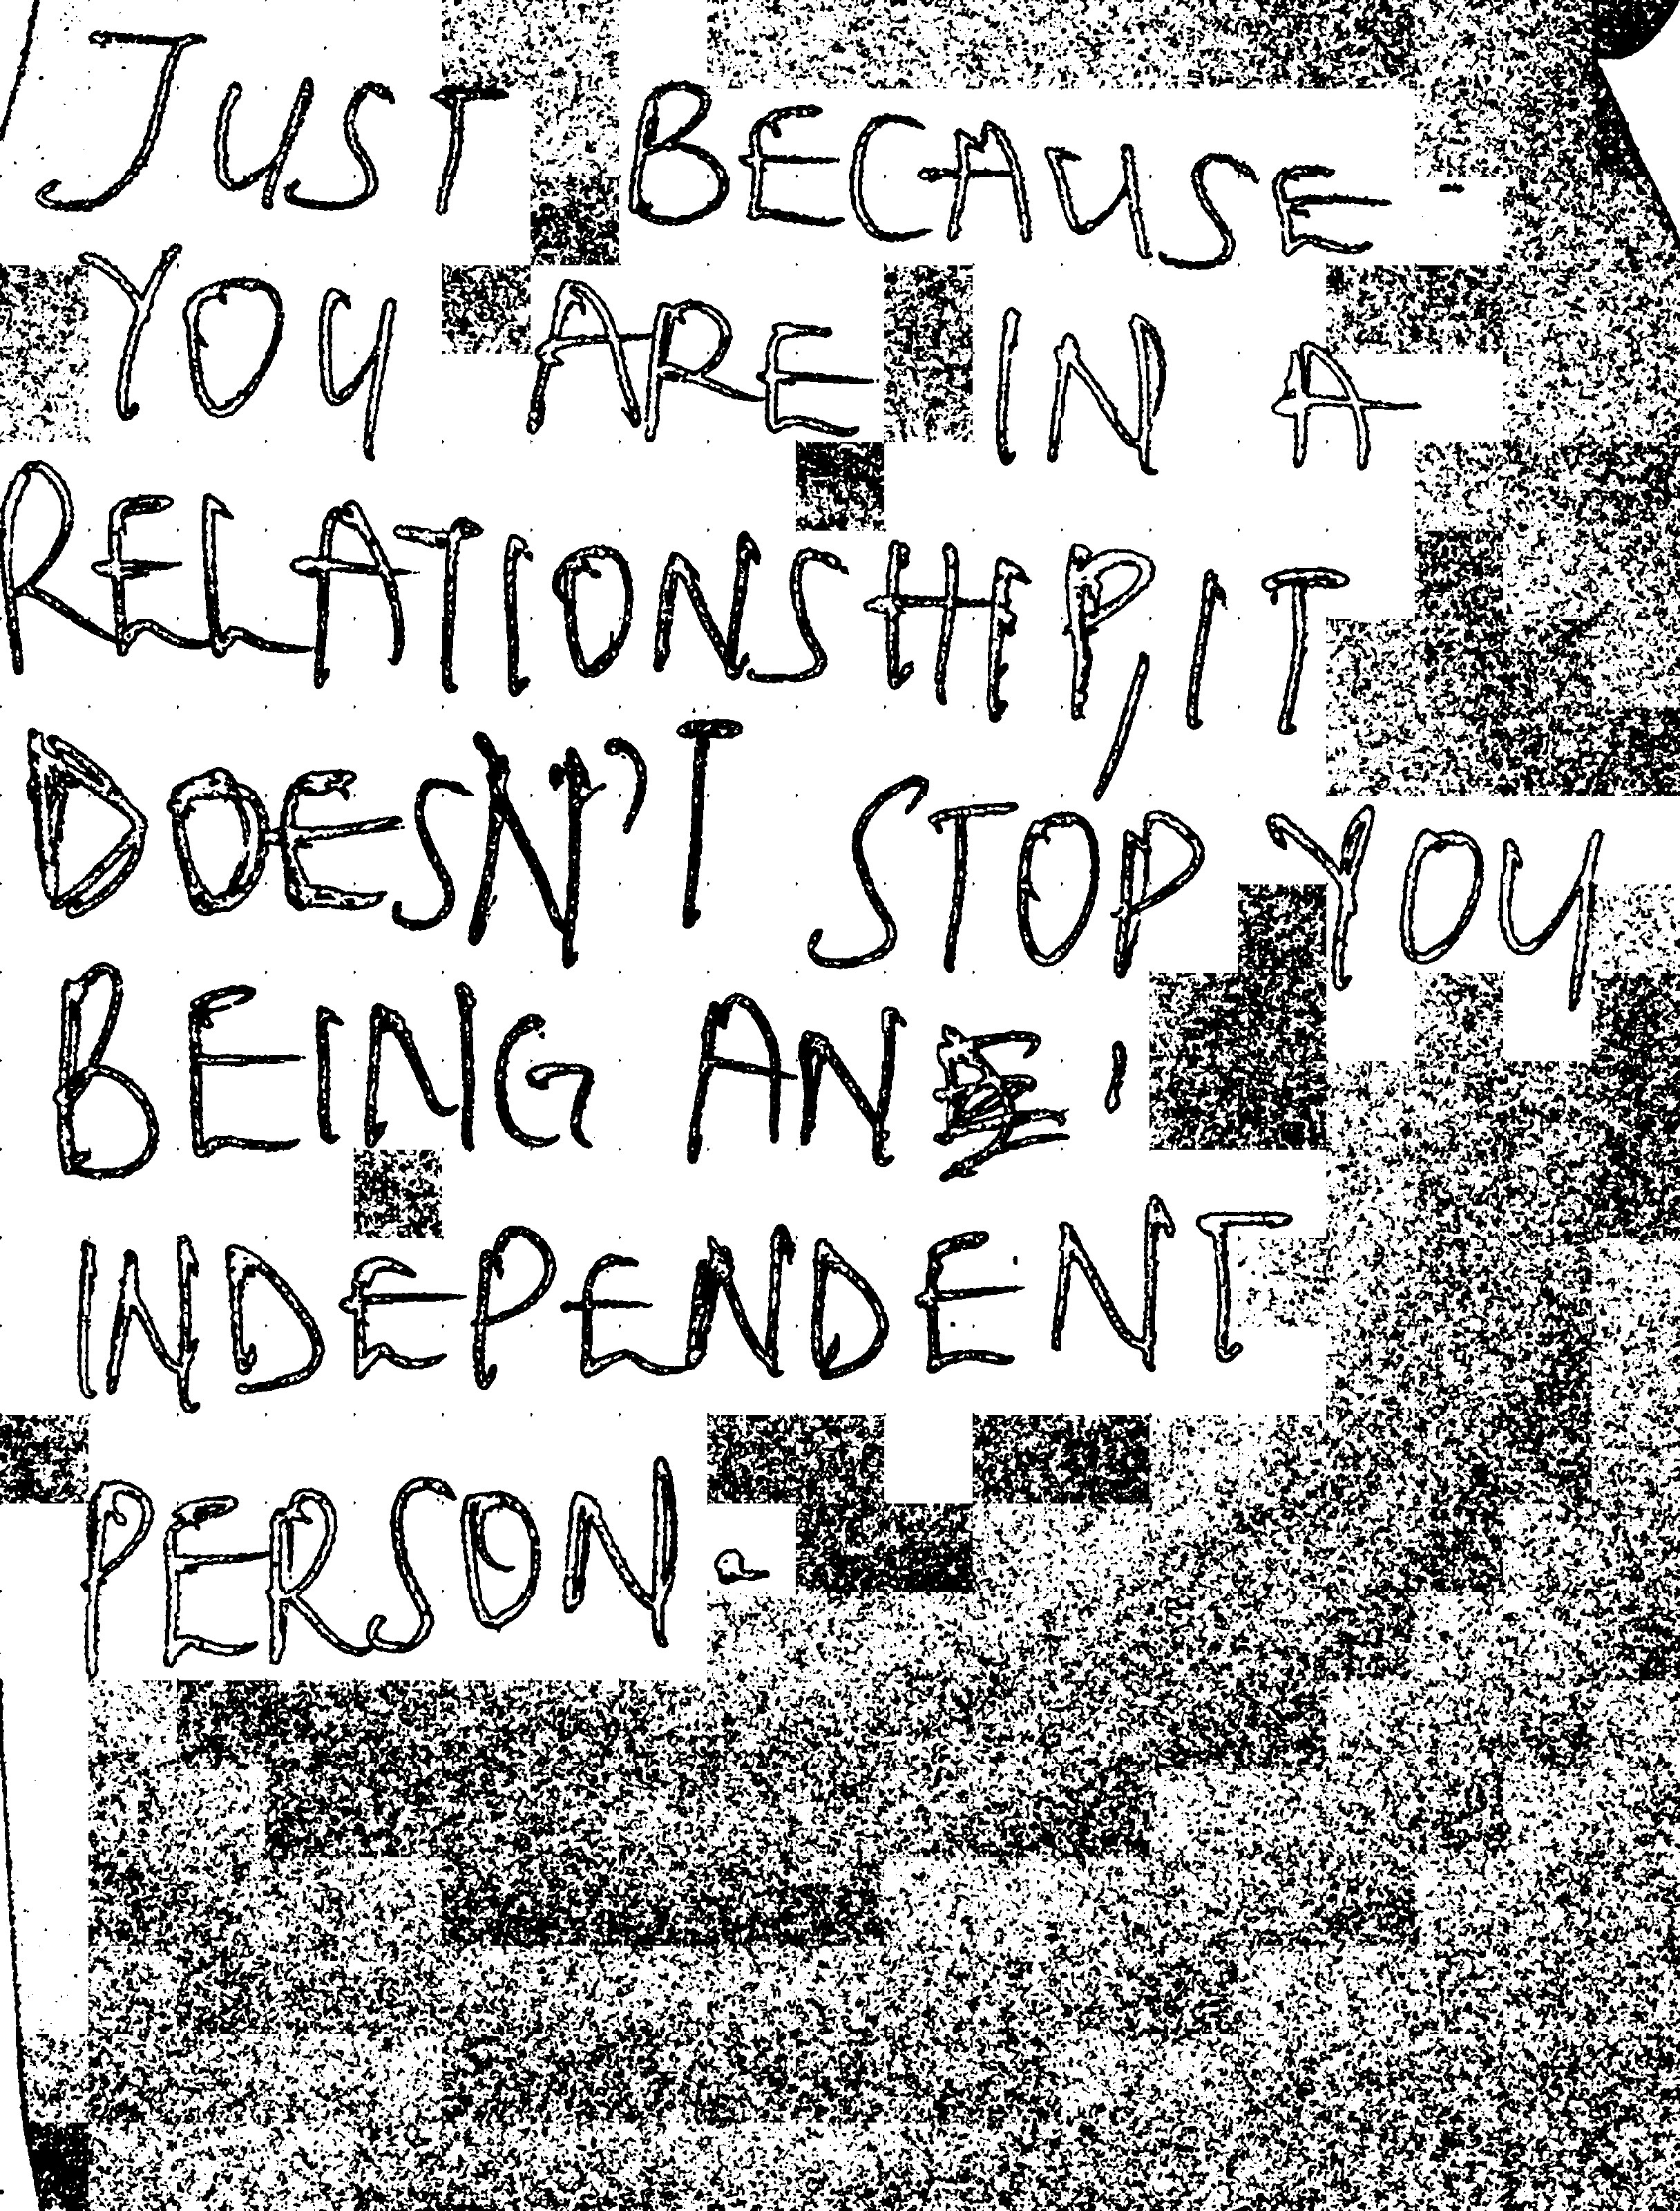 JUST BECAUSE
YOU ARE IN A
RELATIONSHIP, IT
DOESN'T STOP YOU
BEING AN
INDEPENDENT
PERSON.